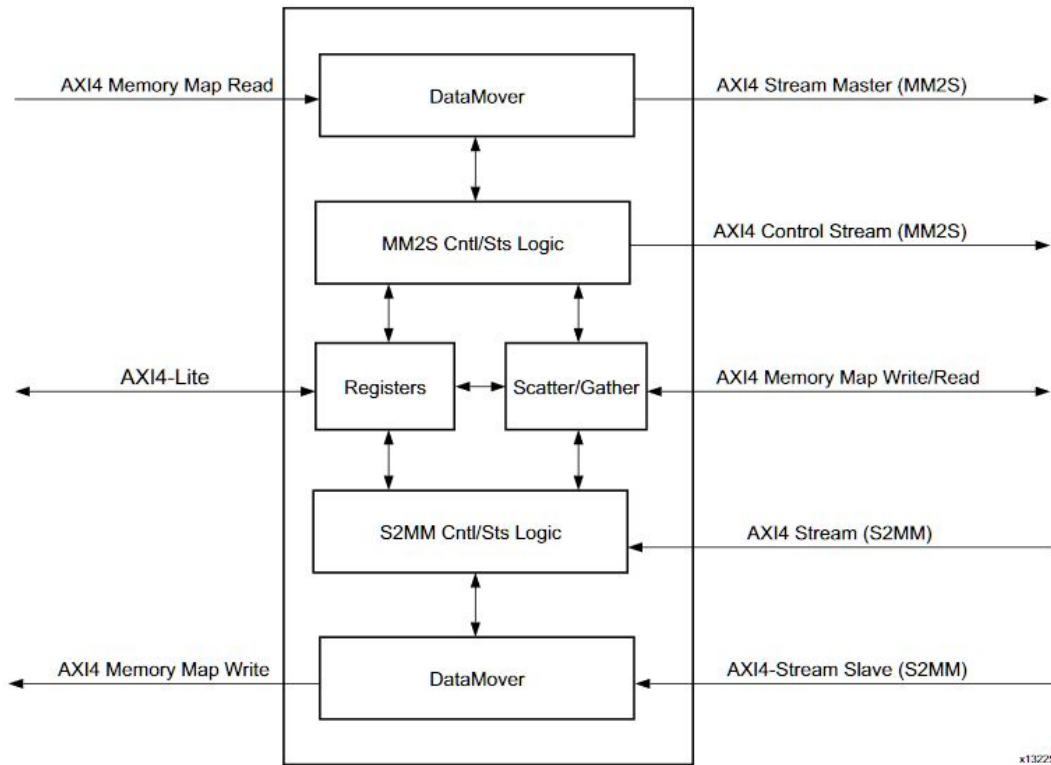 AXI4 Memory Map Read
DataMover
AXI4 Stream Master (MM2S)
MM2S Cntl/Sts Logic
AXI4 Control Stream (MM2S)
AXI4-Lite
Registers
Scatter/Gather
AXI4 Memory Map Write/Read
S2MM Cntl/Sts Logic
AXI4 Stream (S2MM)
AXI4 Memory Map Write
DataMover
AXI4-Stream Slave (S2MM)